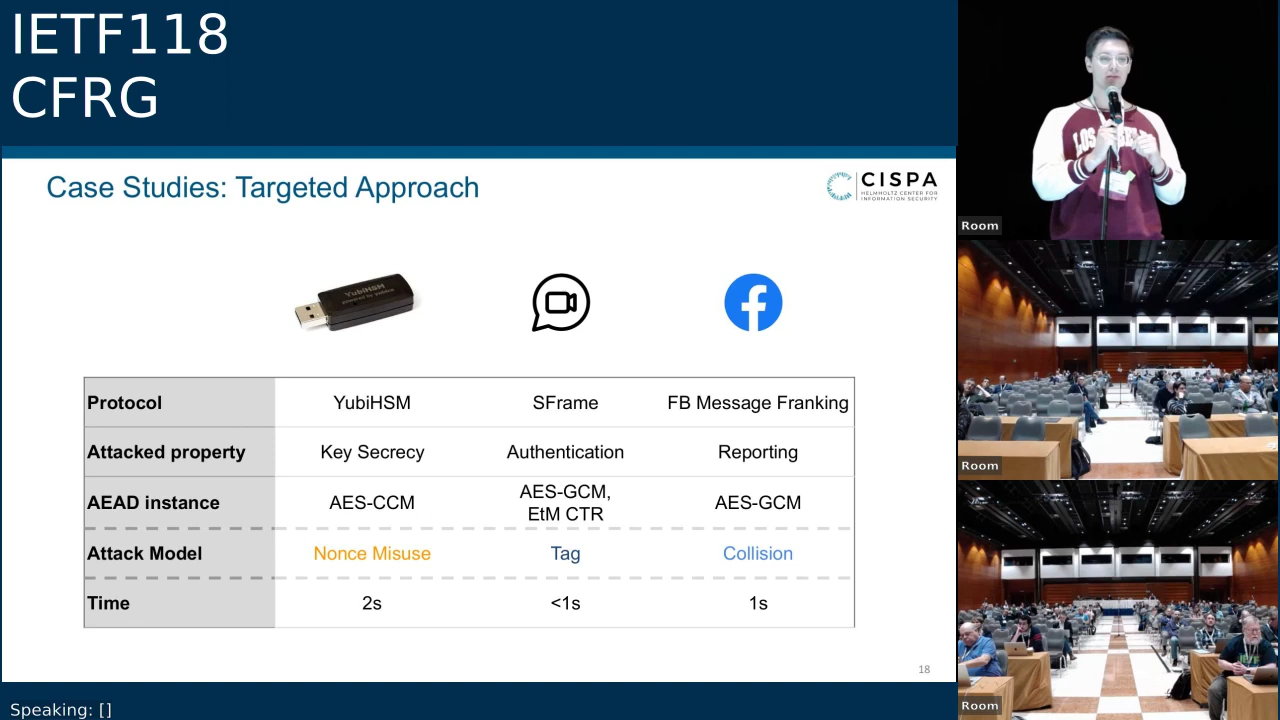 IETF118
CFRG
Case Studies: Targeted Approach
CISPA
HELMHOLTZ CENTER FOR
INFORMATION SECURITY
YubiHSM
Protocol YubiHSM SFrame FB Message Franking
Attacked property Key Secrecy Authentication Reporting
AEAD instance AES-CCM AES-GCM, EtM CTR AES-GCM
Attack Model Nonce Misuse Tag Collision
Time 2s <1s 1s
18
Speaking: []
LOS
Room
Room
Room